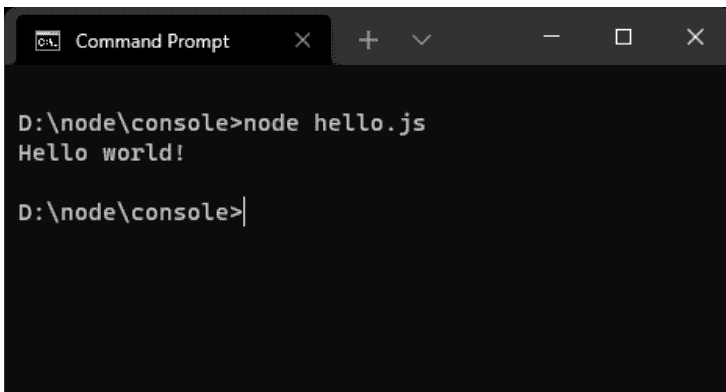 Command Prompt
D:\node\console>node hello.js
Hello world!
D:\node\console>